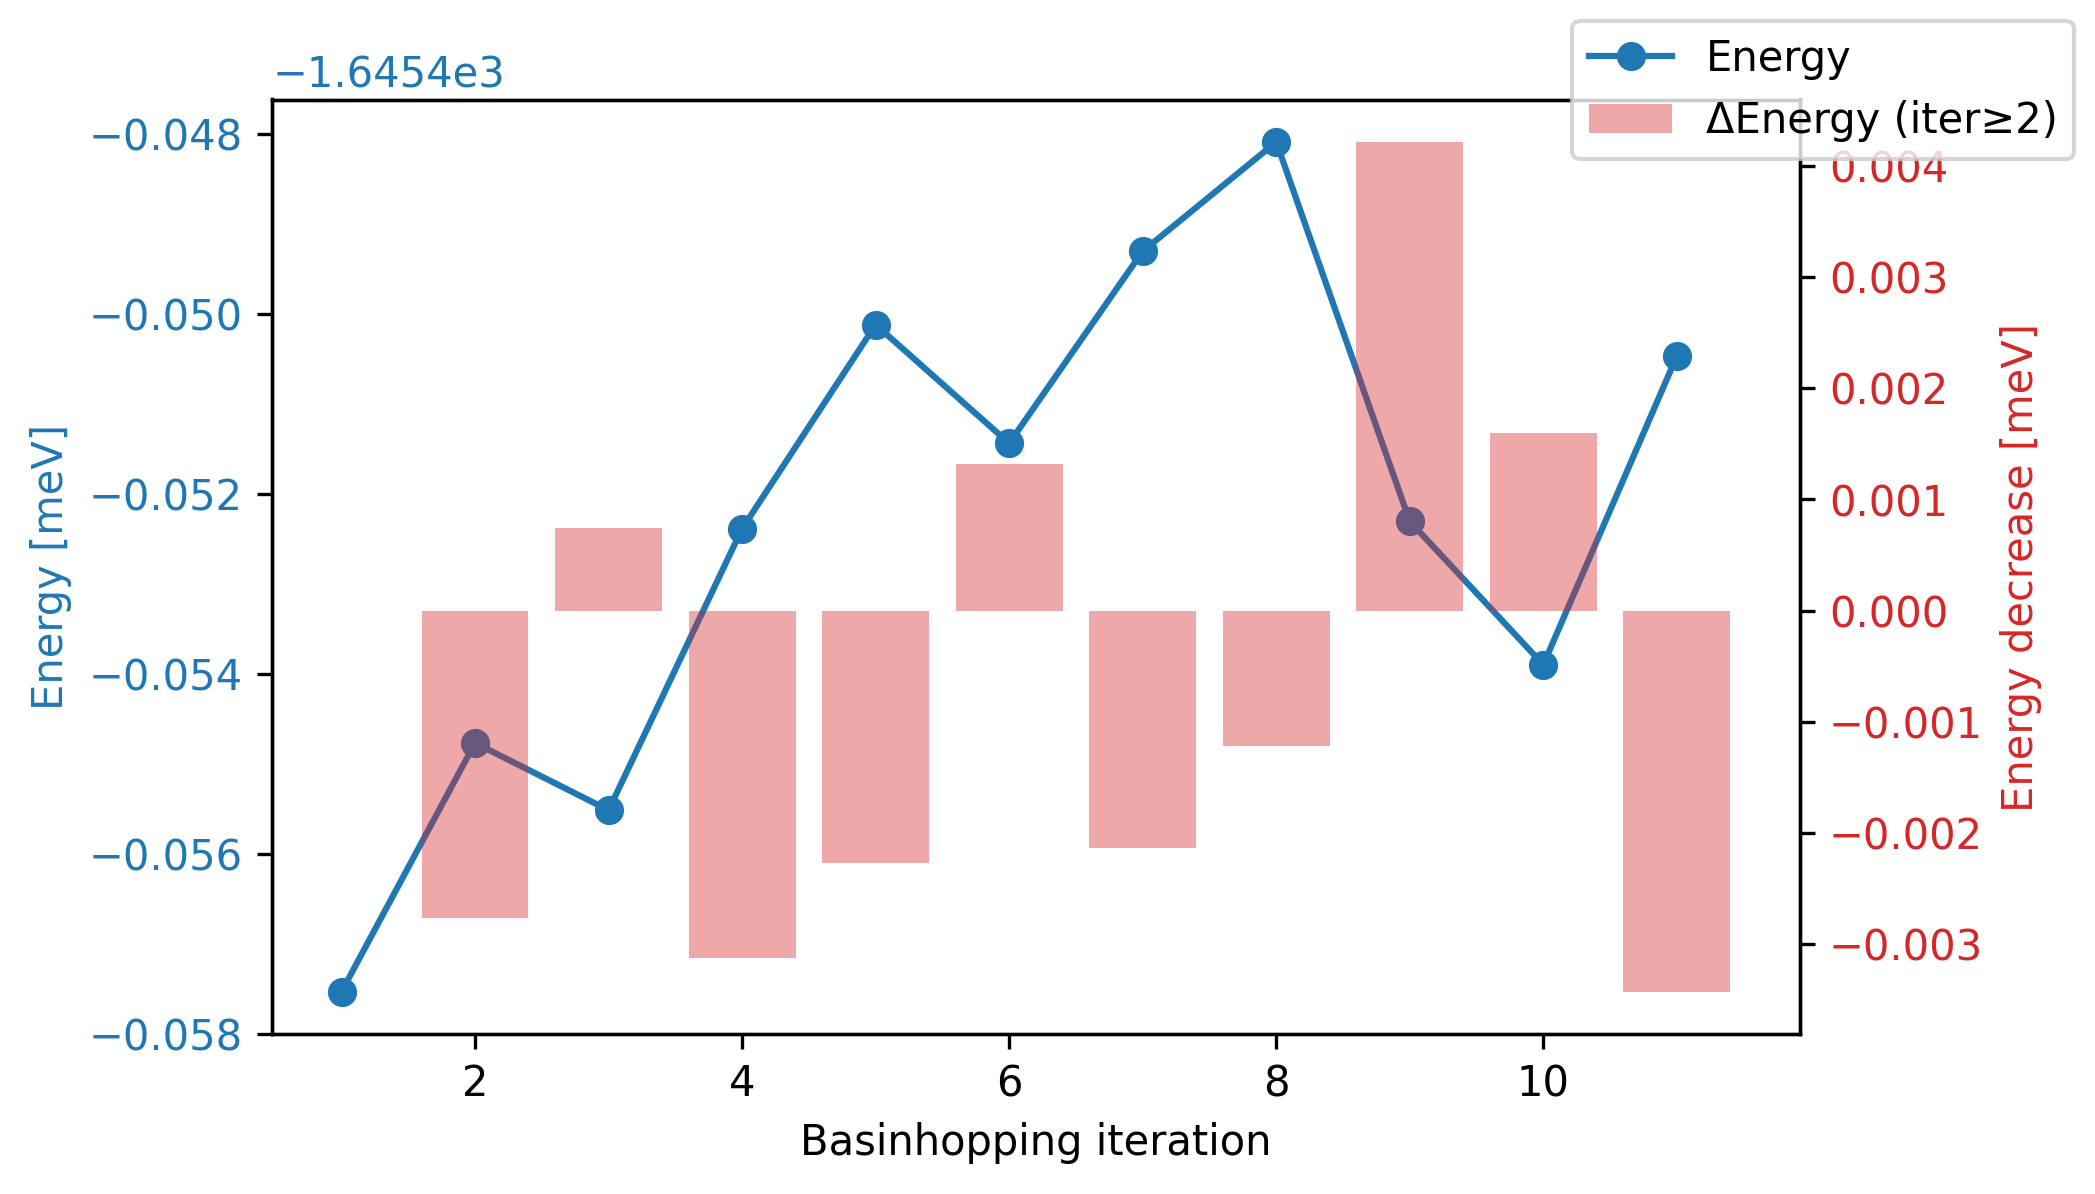 −1.6454e3
Energy
ΔEnergy (iter≥2)
−0.048
−0.050
−0.052
−0.054
−0.056
−0.058
Energy [meV]
0.004
0.003
0.002
0.001
0.000
−0.001
−0.002
−0.003
Energy decrease [meV]
2 4 6 8 10
Basinhopping iteration